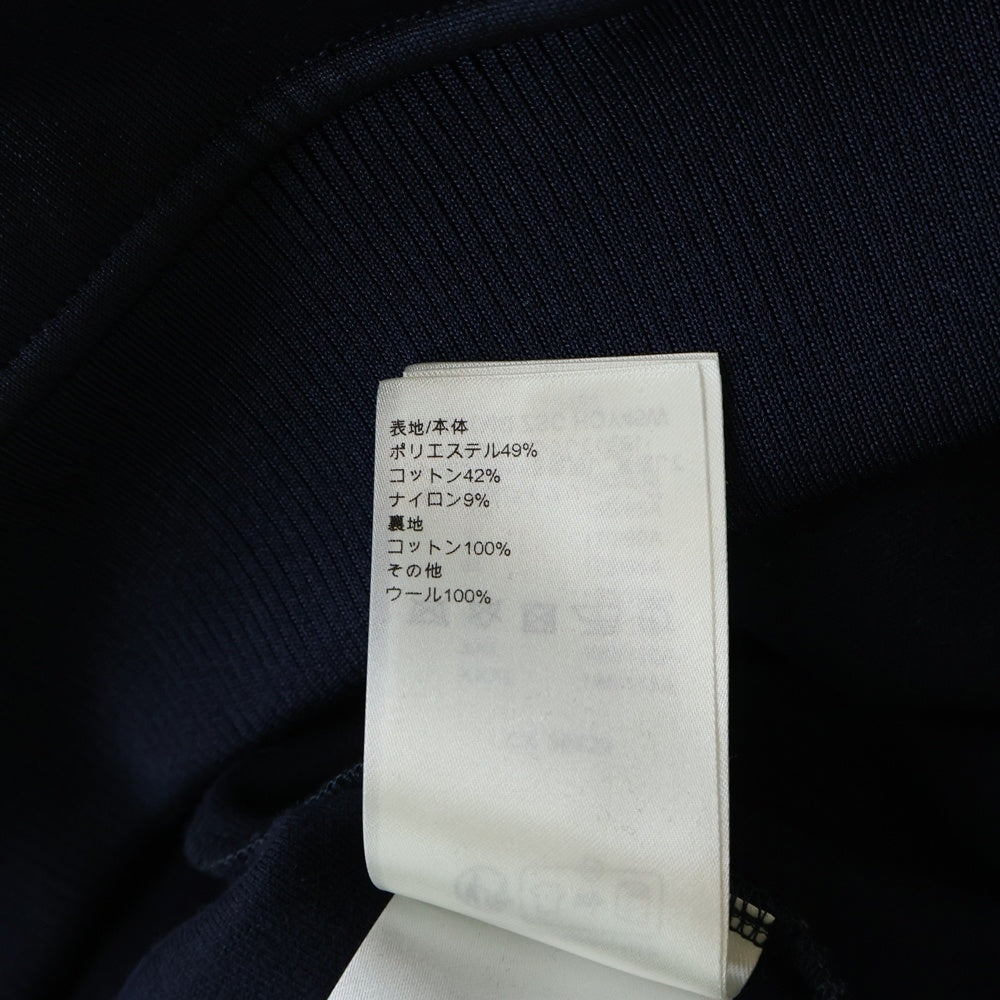 表地/本体
ポリエステル49%
コットン42%
ナイロン9%
裏地
コットン100%
その他
ウール100%